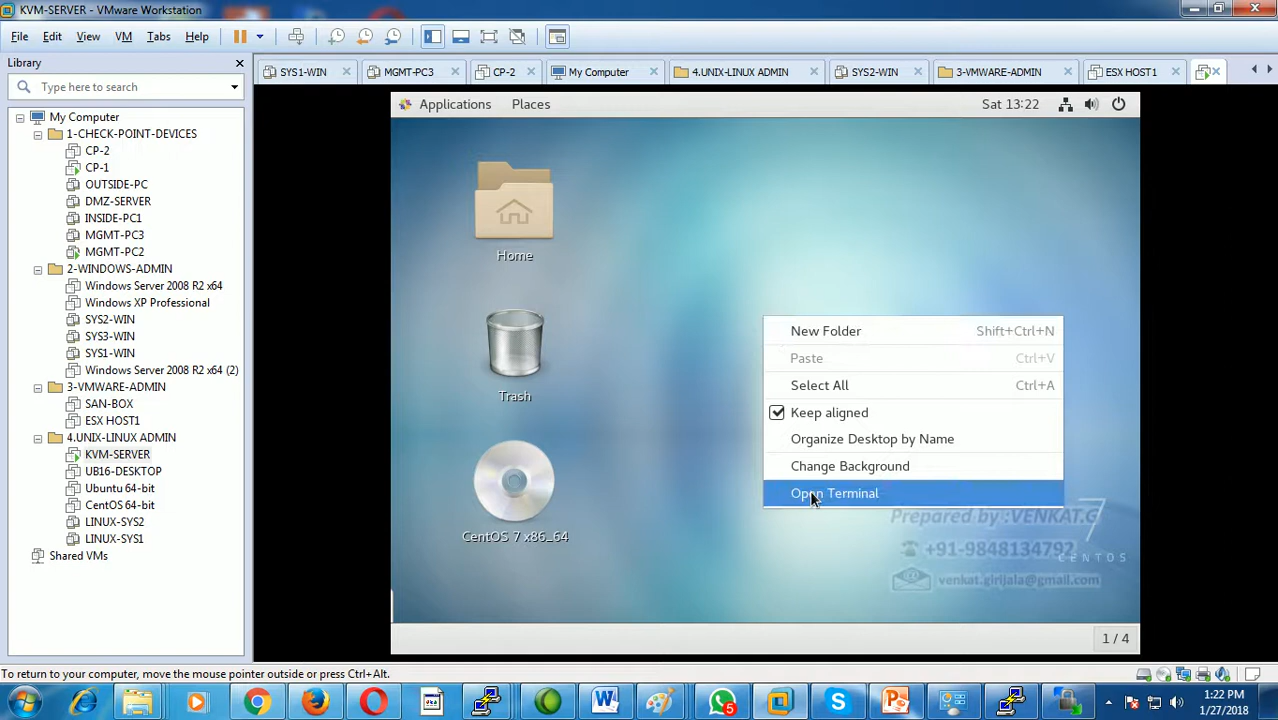 KVM-SERVER - VMware Workstation
File Edit View VM Tabs Help
Library
Type here to search
My Computer
1-CHECK-POINT-DEVICES
CP-2
CP-1
OUTSIDE-PC
DMZ-SERVER
INSIDE-PC1
MGMT-PC3
MGMT-PC2
2-WINDOWS-ADMIN
Windows Server 2008 R2 x64
Windows XP Professional
SYS2-WIN
SYS3-WIN
SYS1-WIN
Windows Server 2008 R2 x64 (2)
3-VMWARE-ADMIN
SAN-BOX
ESX HOST1
4.UNIX-LINUX ADMIN
KVM-SERVER
UB16-DESKTOP
Ubuntu 64-bit
CentOS 64-bit
LINUX-SYS2
LINUX-SYS1
Shared VMs
SYS1-WIN MGMT-PC3 CP-2 My Computer 4.UNIX-LINUX ADMIN SYS2-WIN 3-VMWARE-ADMIN ESX HOST1
Applications Places Sat 13:22
Home
Trash
CentOS 7 x86_64
New Folder Shift+Ctrl+N
Paste Ctrl+V
Select All Ctrl+A
Keep aligned
Organize Desktop by Name
Change Background
Open Terminal
Prepared by :VENKAT.G
7
+91-9848134792
CENTOS
venkat.girijala@gmail.com
1 / 4
To return to your computer, move the mouse pointer outside or press Ctrl+Alt.
5
1:22 PM
1/27/2018